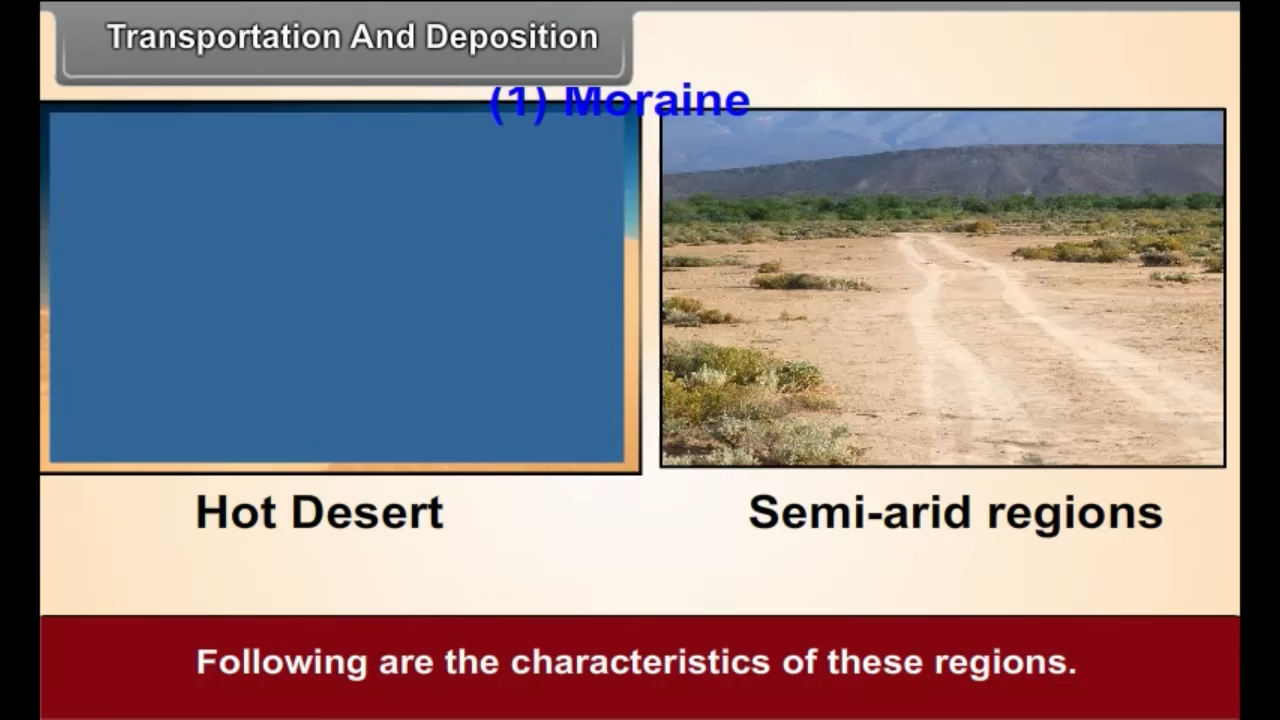 Transportation And Deposition
(1) Moraine
Hot Desert
Semi-arid regions
Following are the characteristics of these regions.